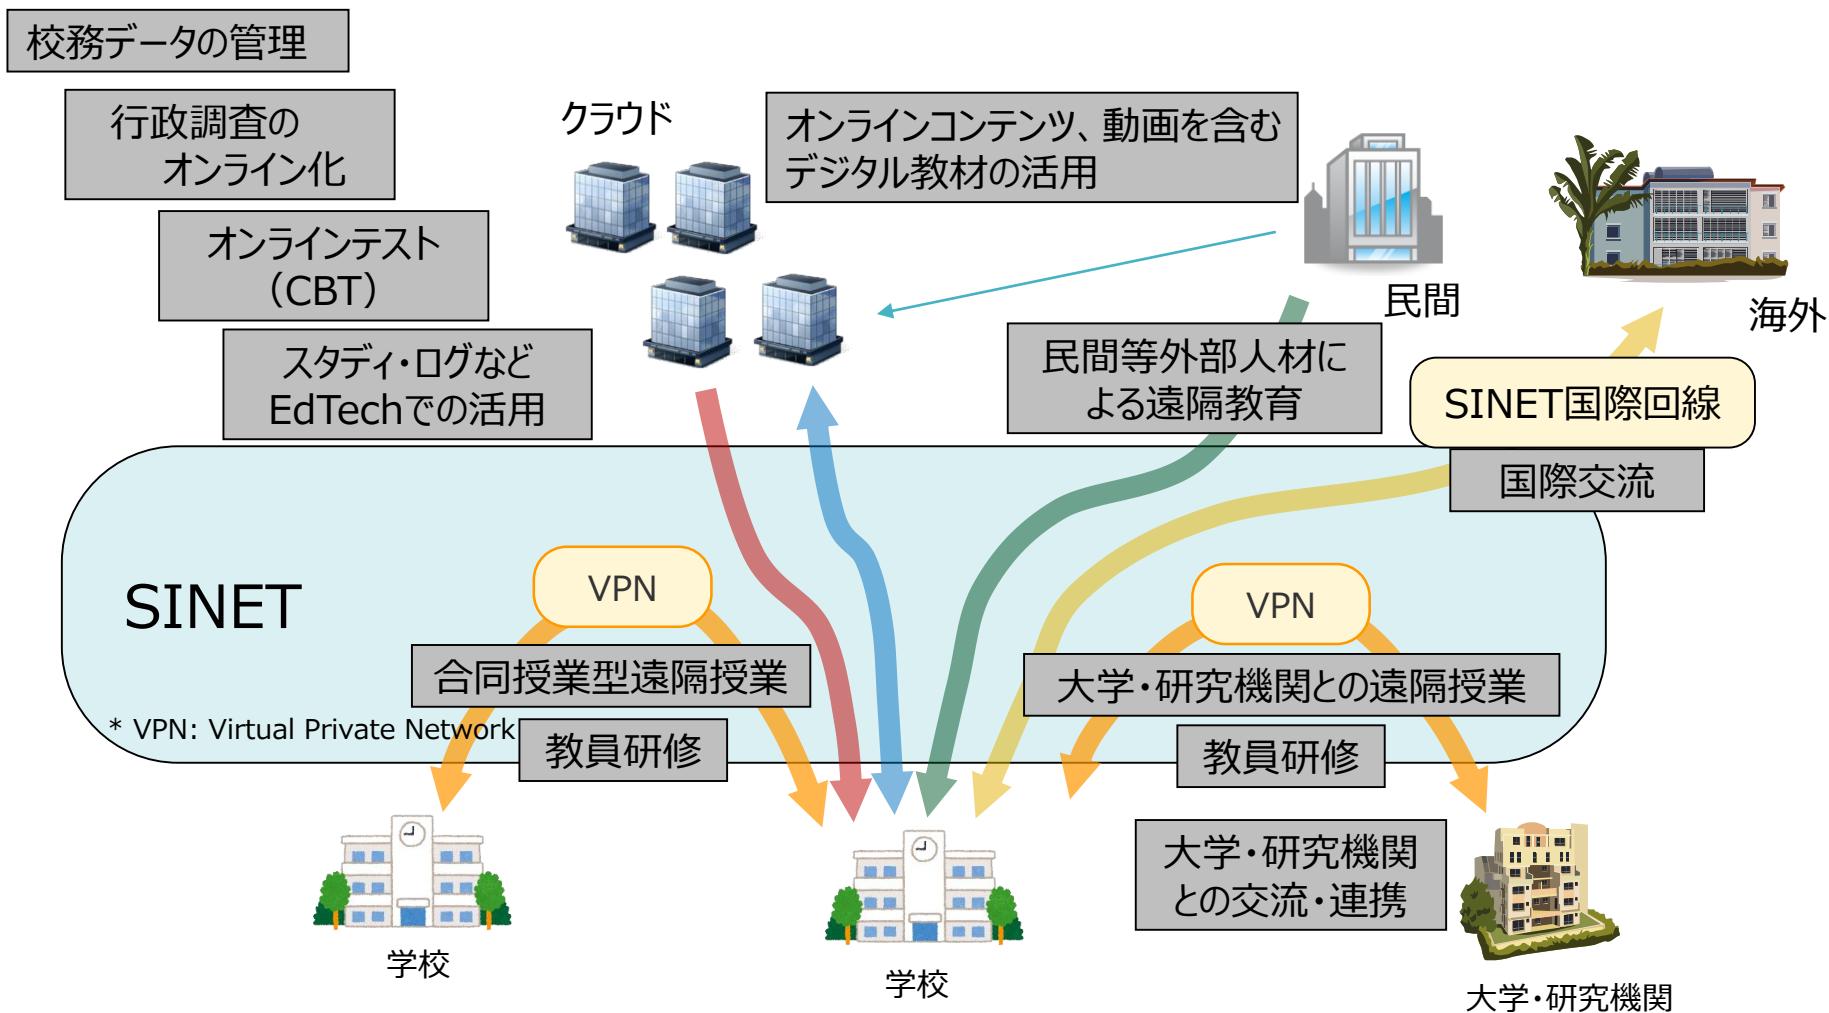 校務データの管理
行政調査の
オンライン化
オンラインテスト
（CBT）
スタディ・ログなど
EdTechでの活用
クラウド
オンラインコンテンツ、動画を含む
デジタル教材の活用
民間
海外
民間等外部人材に
よる遠隔教育
SINET国際回線
国際交流
SINET
VPN
VPN
合同授業型遠隔授業
大学・研究機関との遠隔授業
* VPN: Virtual Private Network
教員研修
教員研修
大学・研究機関
との交流・連携
学校
学校
大学・研究機関